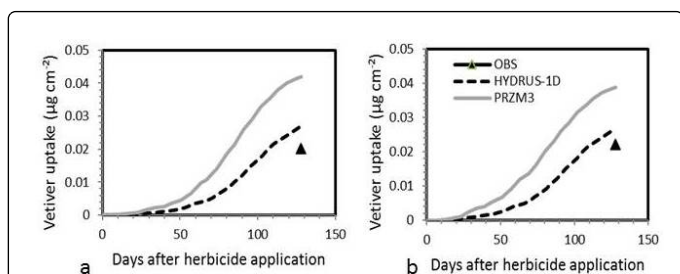 0.05
0.04
0.03
0.02
0.01
0
Vetiver uptake (µg cm⁻²)
0 50 100 150
Days after herbicide application
a
0.05
0.04
0.03
0.02
0.01
0
Vetiver uptake (µg cm⁻²)
OBS
HYDRUS-1D
PRZM3
0 50 100 150
Days after herbicide application
b